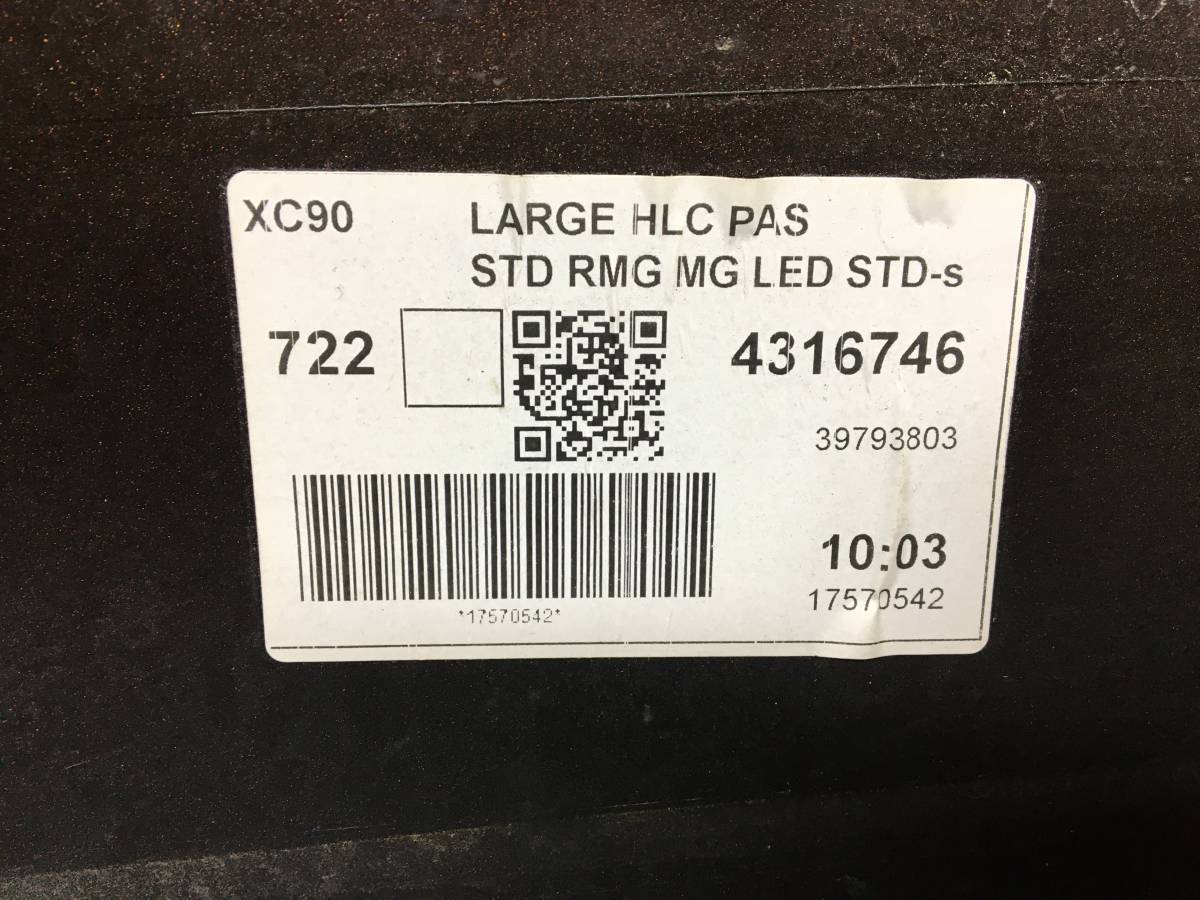 XC90 LARGE HLC PAS
STD RMG MG LED STD-s
722 4316746
39793803
10:03
17570542
*17570542*